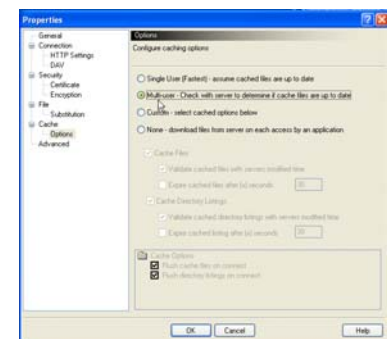 Properties
General
Connection
HTTP Settings
DAV
Security
Certificate
Encryption
File
Substitution
Cache
Options
Advanced
Options
Configure caching options
Single User (Fastest) - assume cached files are up to date
Multi-user - Check with server to determine if cache files are up to date
Custom - select cached options below
None - download files from server on each access by an application
Cache Files
Validate cached files with servers modified time
Expire cached files after (x) seconds
30
Cache Directory Listings
Validate cached directory listings with servers modified time
Expire cached listing after (x) seconds
30
Cache Options
Flush cache files on connect
Flush directory listings on connect
OK
Cancel
Help